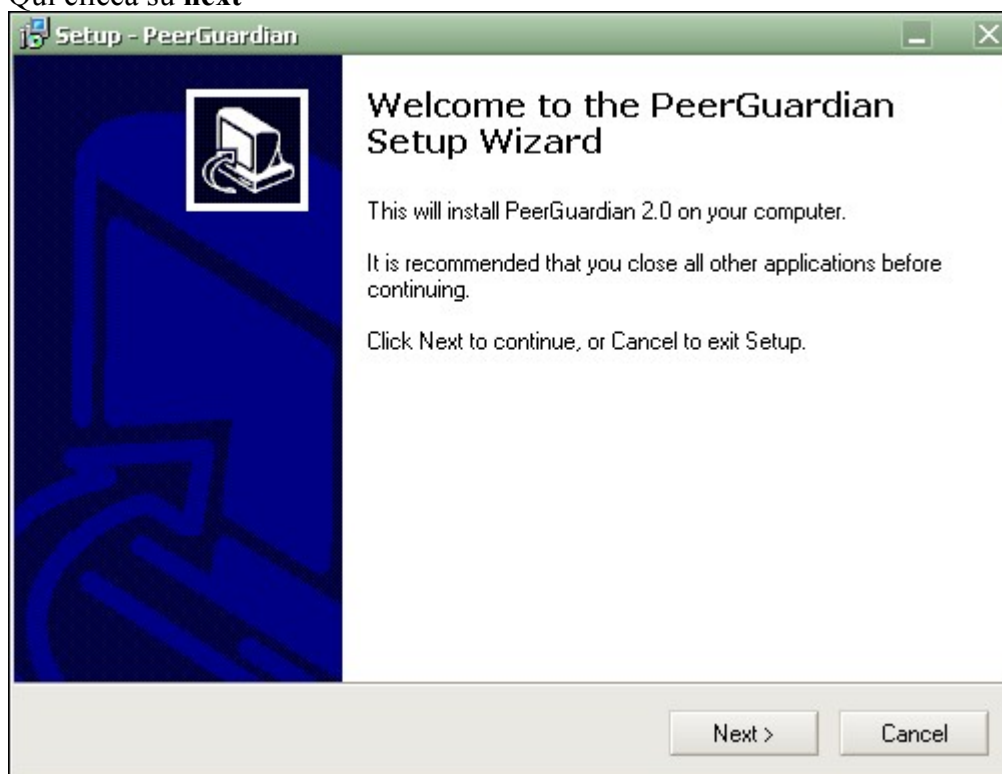 Qui clicca su next
Setup - PeerGuardian
Welcome to the PeerGuardian
Setup Wizard
This will install PeerGuardian 2.0 on your computer.
It is recommended that you close all other applications before
continuing.
Click Next to continue, or Cancel to exit Setup.
Next >
Cancel